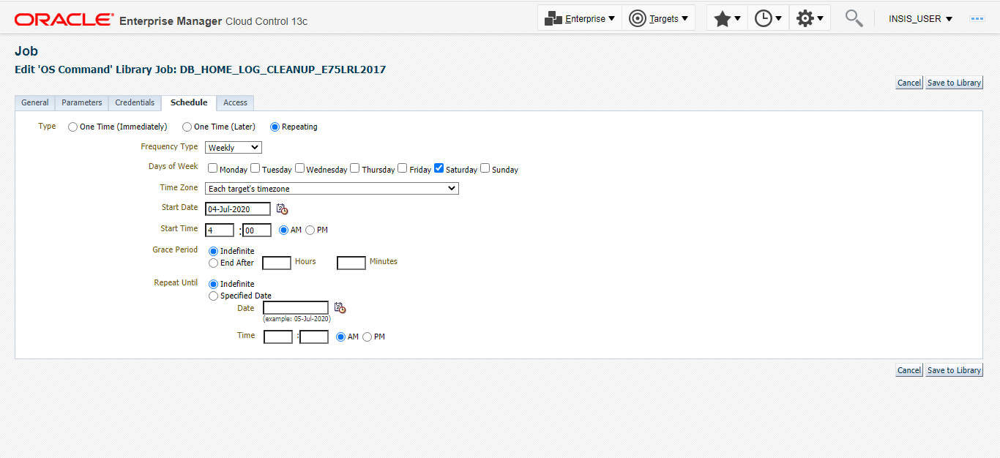 ORACLE® Enterprise Manager Cloud Control 13c Enterprise Targets INSIS_USER
Job
Edit 'OS Command' Library Job: DB_HOME_LOG_CLEANUP_E75LRL2017
Cancel Save to Library
General Parameters Credentials Schedule Access
Type One Time (Immediately) One Time (Later) Repeating
Frequency Type Weekly
Days of Week Monday Tuesday Wednesday Thursday Friday Saturday Sunday
Time Zone Each target's timezone
Start Date 04-Jul-2020
Start Time 4 : 00 AM PM
Grace Period Indefinite
End After Hours Minutes
Repeat Until Indefinite
Specified Date
Date
(example: 05-Jul-2020)
Time : AM PM
Cancel Save to Library